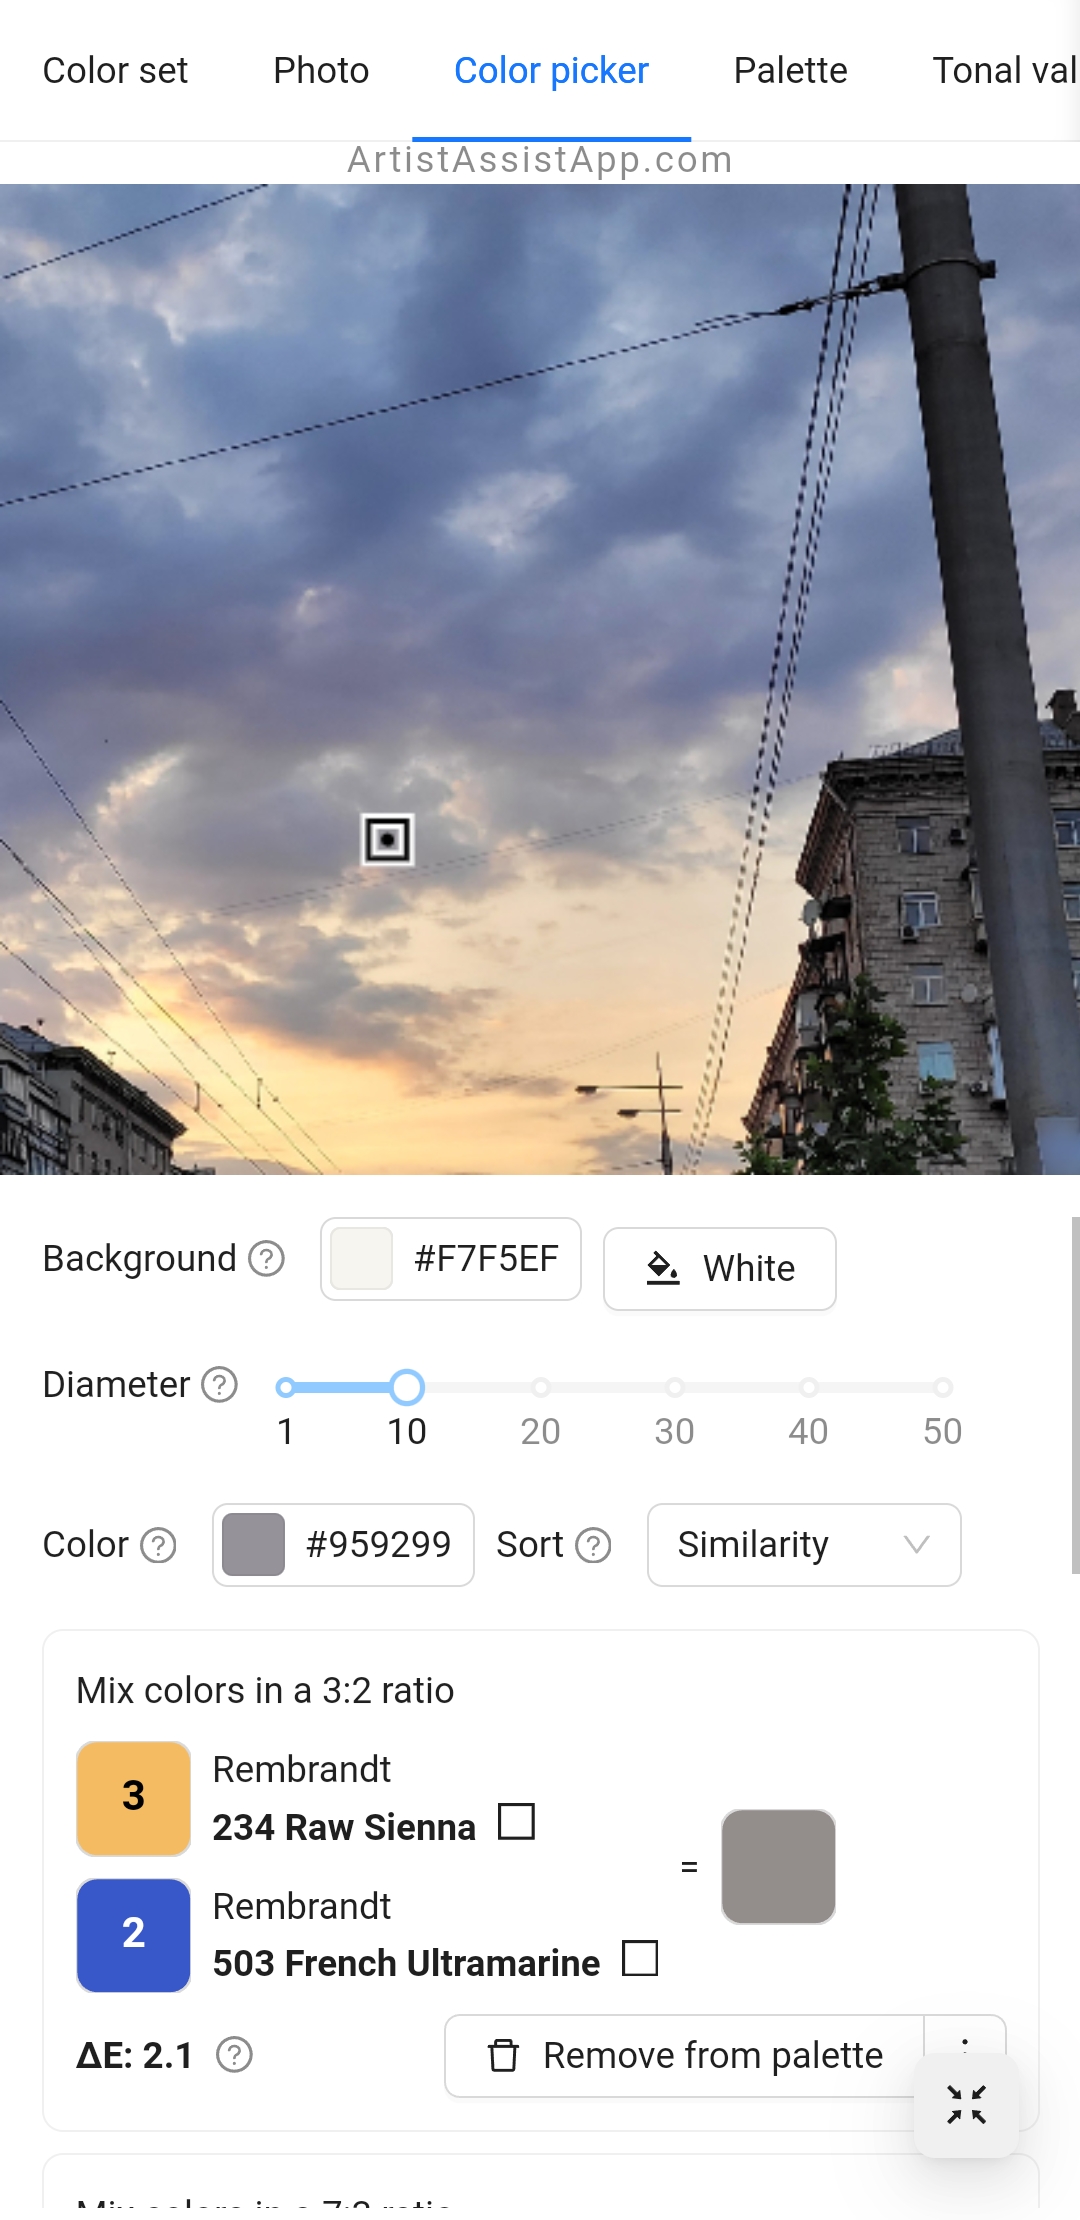 Color set Photo Color picker Palette Tonal val
ArtistAssistApp.com
Background ? #F7F5EF White
Diameter ?
1 10 20 30 40 50
Color ? #959299 Sort ? Similarity
Mix colors in a 3:2 ratio
3 Rembrandt
234 Raw Sienna
=
2 Rembrandt
503 French Ultramarine
ΔE: 2.1 ? Remove from palette